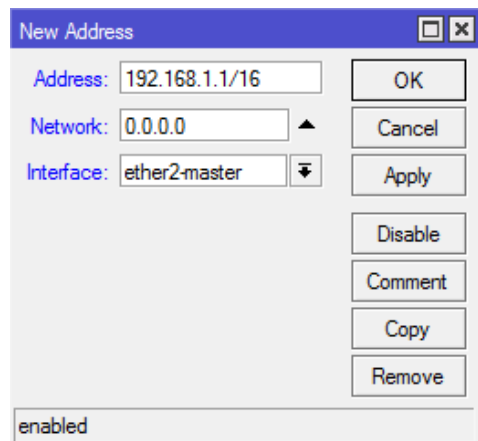 New Address
Address: 192.168.1.1/16 OK
Network: 0.0.0.0 Cancel
Interface: ether2-master Apply
Disable
Comment
Copy
Remove
enabled